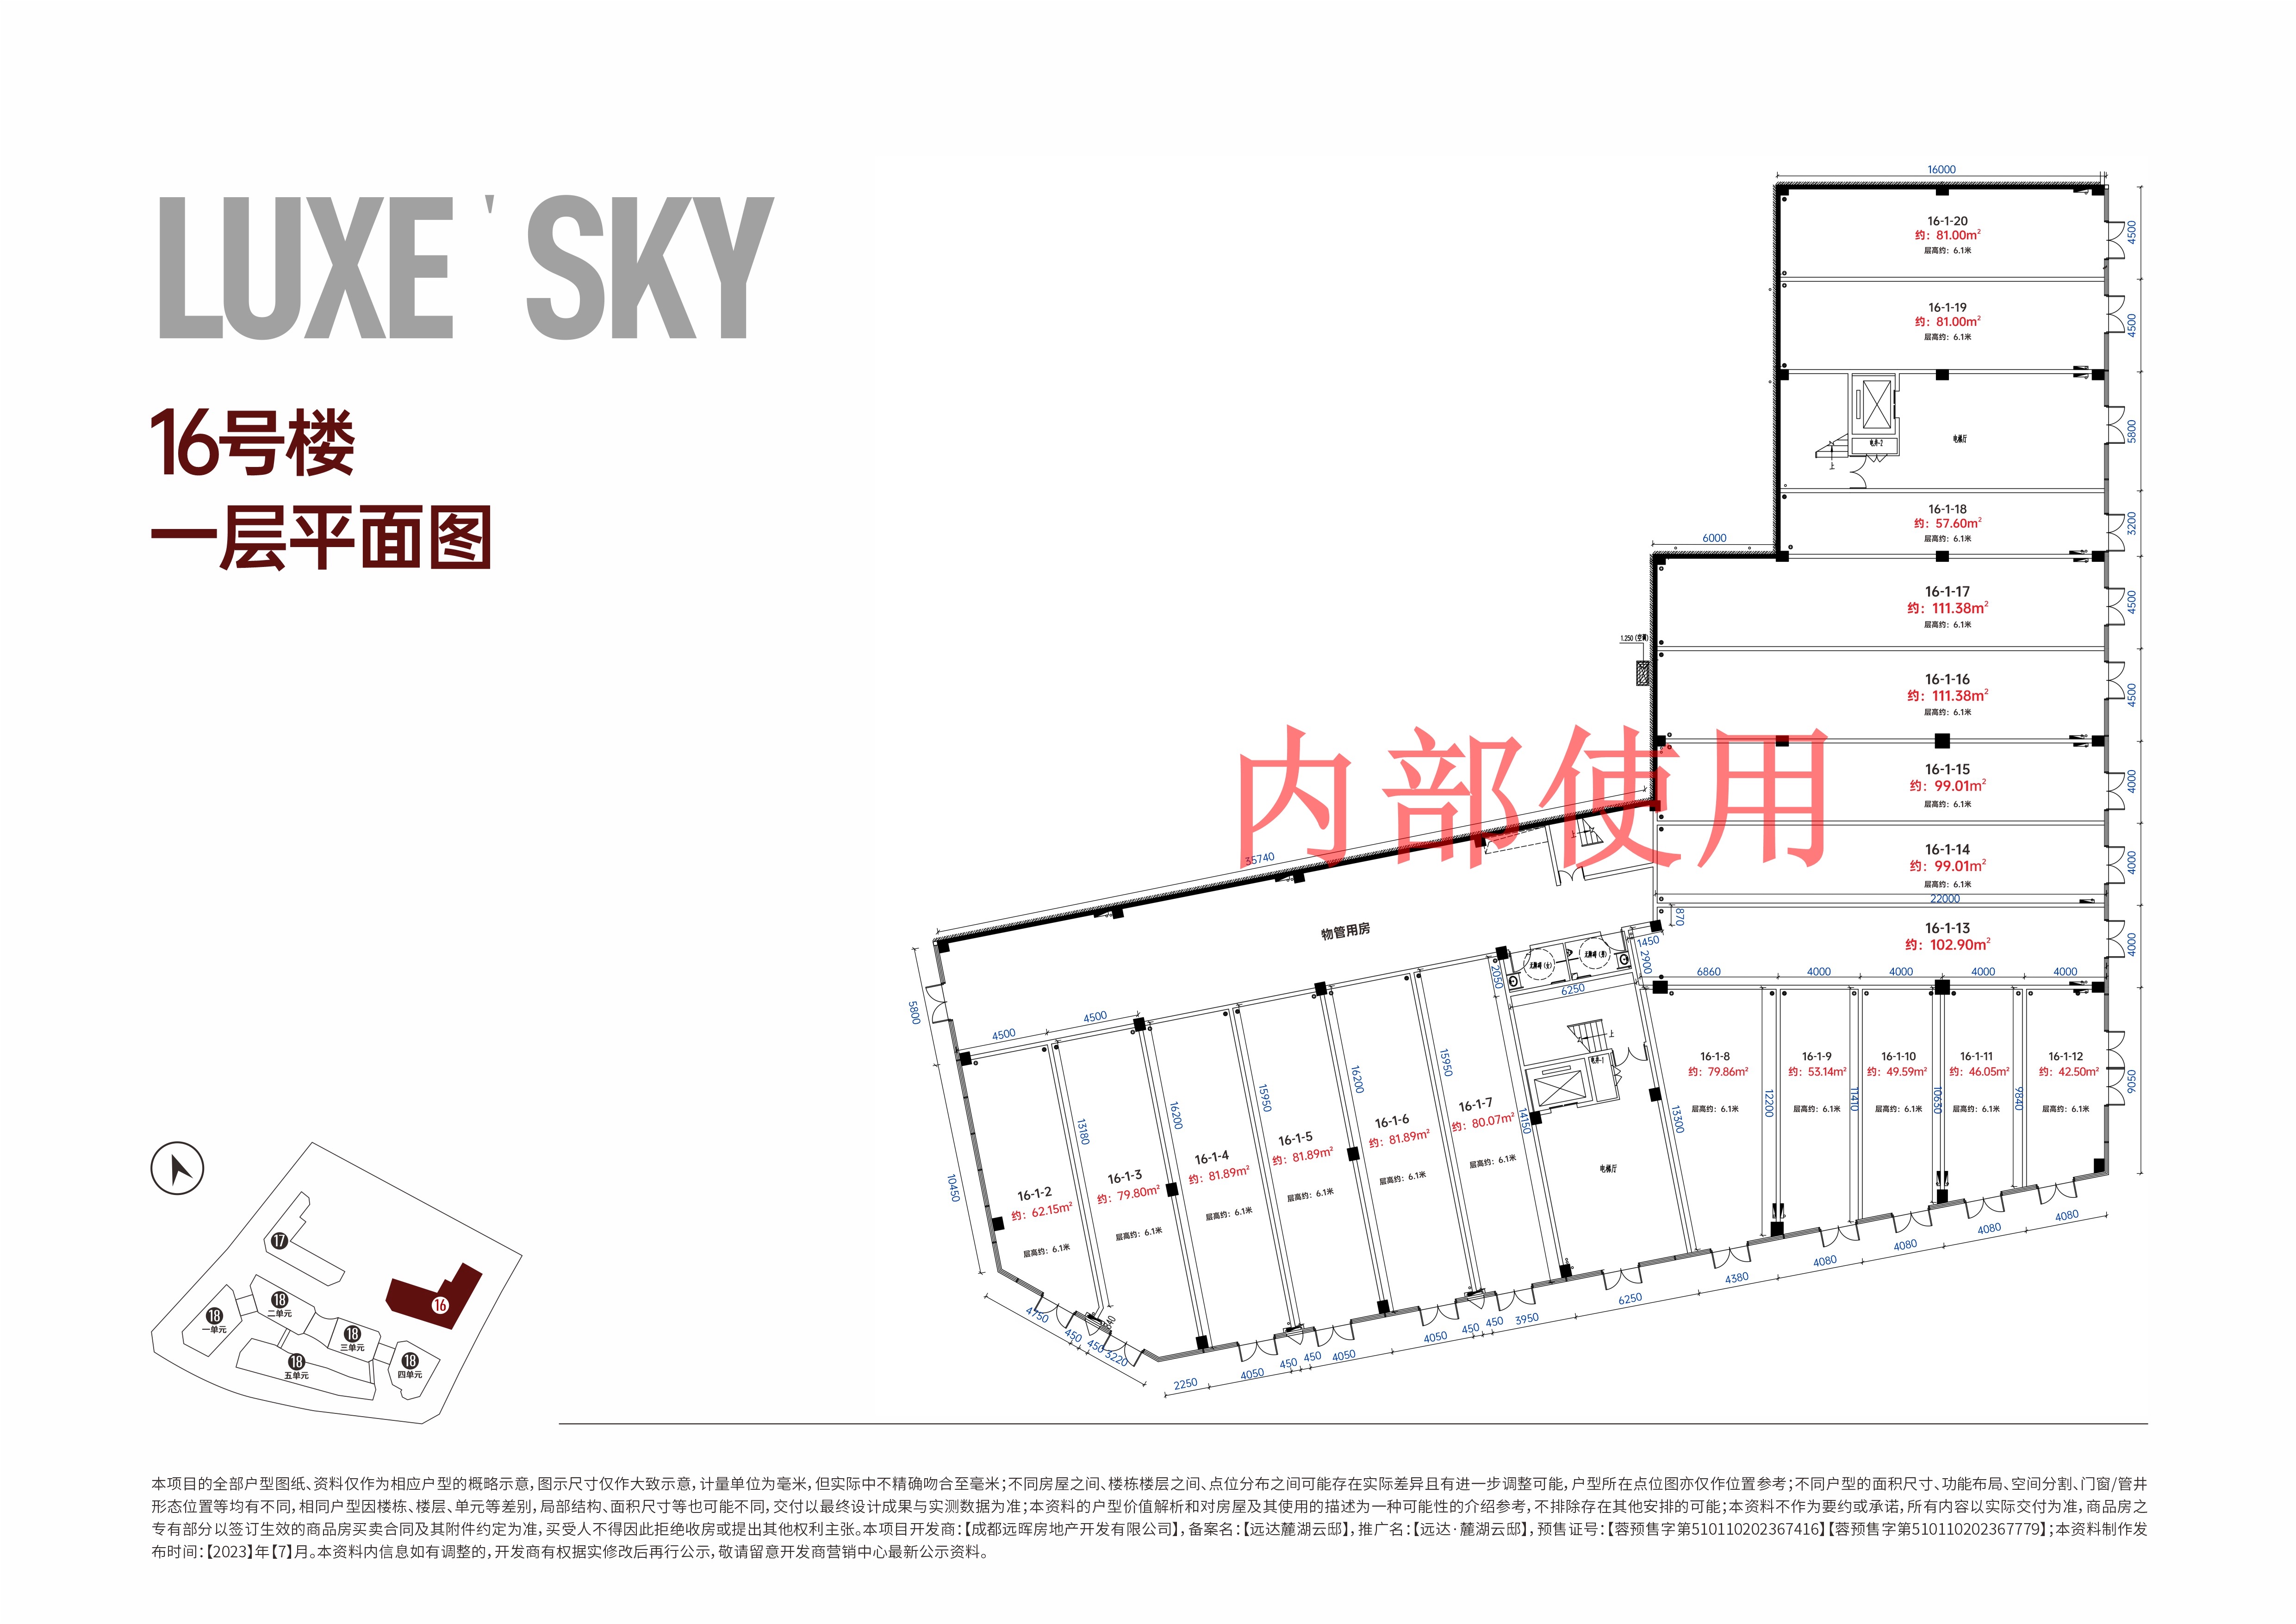 LUXE'SKY
16号楼
一层平面图
16000
16-1-20
约：81.00m²
层高约：6.1米
4500
16-1-19
约：81.00m²
层高约：6.1米
4500
电井-2
电梯厅
上
5800
16-1-18
约：57.60m²
层高约：6.1米
3200
6000
16-1-17
约：111.38m²
层高约：6.1米
4500
1.250（空调）
16-1-16
约：111.38m²
层高约：6.1米
4500
内部使用
16-1-15
约：99.01m²
层高约：6.1米
4000
16-1-14
约：99.01m²
层高约：6.1米
4000
22000
870
16-1-13
约：102.90m²
4000
35740
上
物管用房
1450
2900
2050
6250
5800
4500
4500
6860
4000
4000
4000
4000
16-1-8
约：79.86m²
层高约：6.1米
12200
16-1-9
约：53.14m²
层高约：6.1米
11410
16-1-10
约：49.59m²
层高约：6.1米
10630
16-1-11
约：46.05m²
层高约：6.1米
9840
16-1-12
约：42.50m²
层高约：6.1米
9050
上
电井-1
电梯厅
14150
13300
16-1-7
约：80.07m²
层高约：6.1米
15950
16-1-6
约：81.89m²
层高约：6.1米
16200
16-1-5
约：81.89m²
层高约：6.1米
15950
16-1-4
约：81.89m²
层高约：6.1米
16200
16-1-3
约：79.80m²
层高约：6.1米
13180
16-1-2
约：62.15m²
层高约：6.1米
10450
4750
450
450
3220
640
2250
4050
450
450
4050
4050
450
450
3950
6250
4380
4080
4080
4080
4080
17
16
18
一单元
18
二单元
18
三单元
18
四单元
18
五单元
本项目的全部户型图纸、资料仅作为相应户型的概略示意，图示尺寸仅作大致示意，计量单位为毫米，但实际中不精确吻合至毫米；不同房屋之间、楼栋楼层之间、点位分布之间可能存在实际差异且有进一步调整可能，户型所在点位图亦仅作位置参考；不同户型的面积尺寸、功能布局、空间分割、门窗/管井
形态位置等均有不同，相同户型因楼栋、楼层、单元等差别，局部结构、面积尺寸等也可能不同，交付以最终设计成果与实测数据为准；本资料的户型价值解析和对房屋及其使用的描述为一种可能性的介绍参考，不排除存在其他安排的可能；本资料不作为要约或承诺，所有内容以实际交付为准，商品房之
专有部分以签订生效的商品房买卖合同及其附件约定为准，买受人不得因此拒绝收房或提出其他权利主张。本项目开发商：【成都远晖房地产开发有限公司】，备案名：【远达麓湖云邸】，推广名：【远达·麓湖云邸】，预售证号：【蓉预售字第510110202367416】【蓉预售字第510110202367779】；本资料制作发
布时间：【2023】年【7】月。本资料内信息如有调整的，开发商有权据实修改后再行公示，敬请留意开发商营销中心最新公示资料。